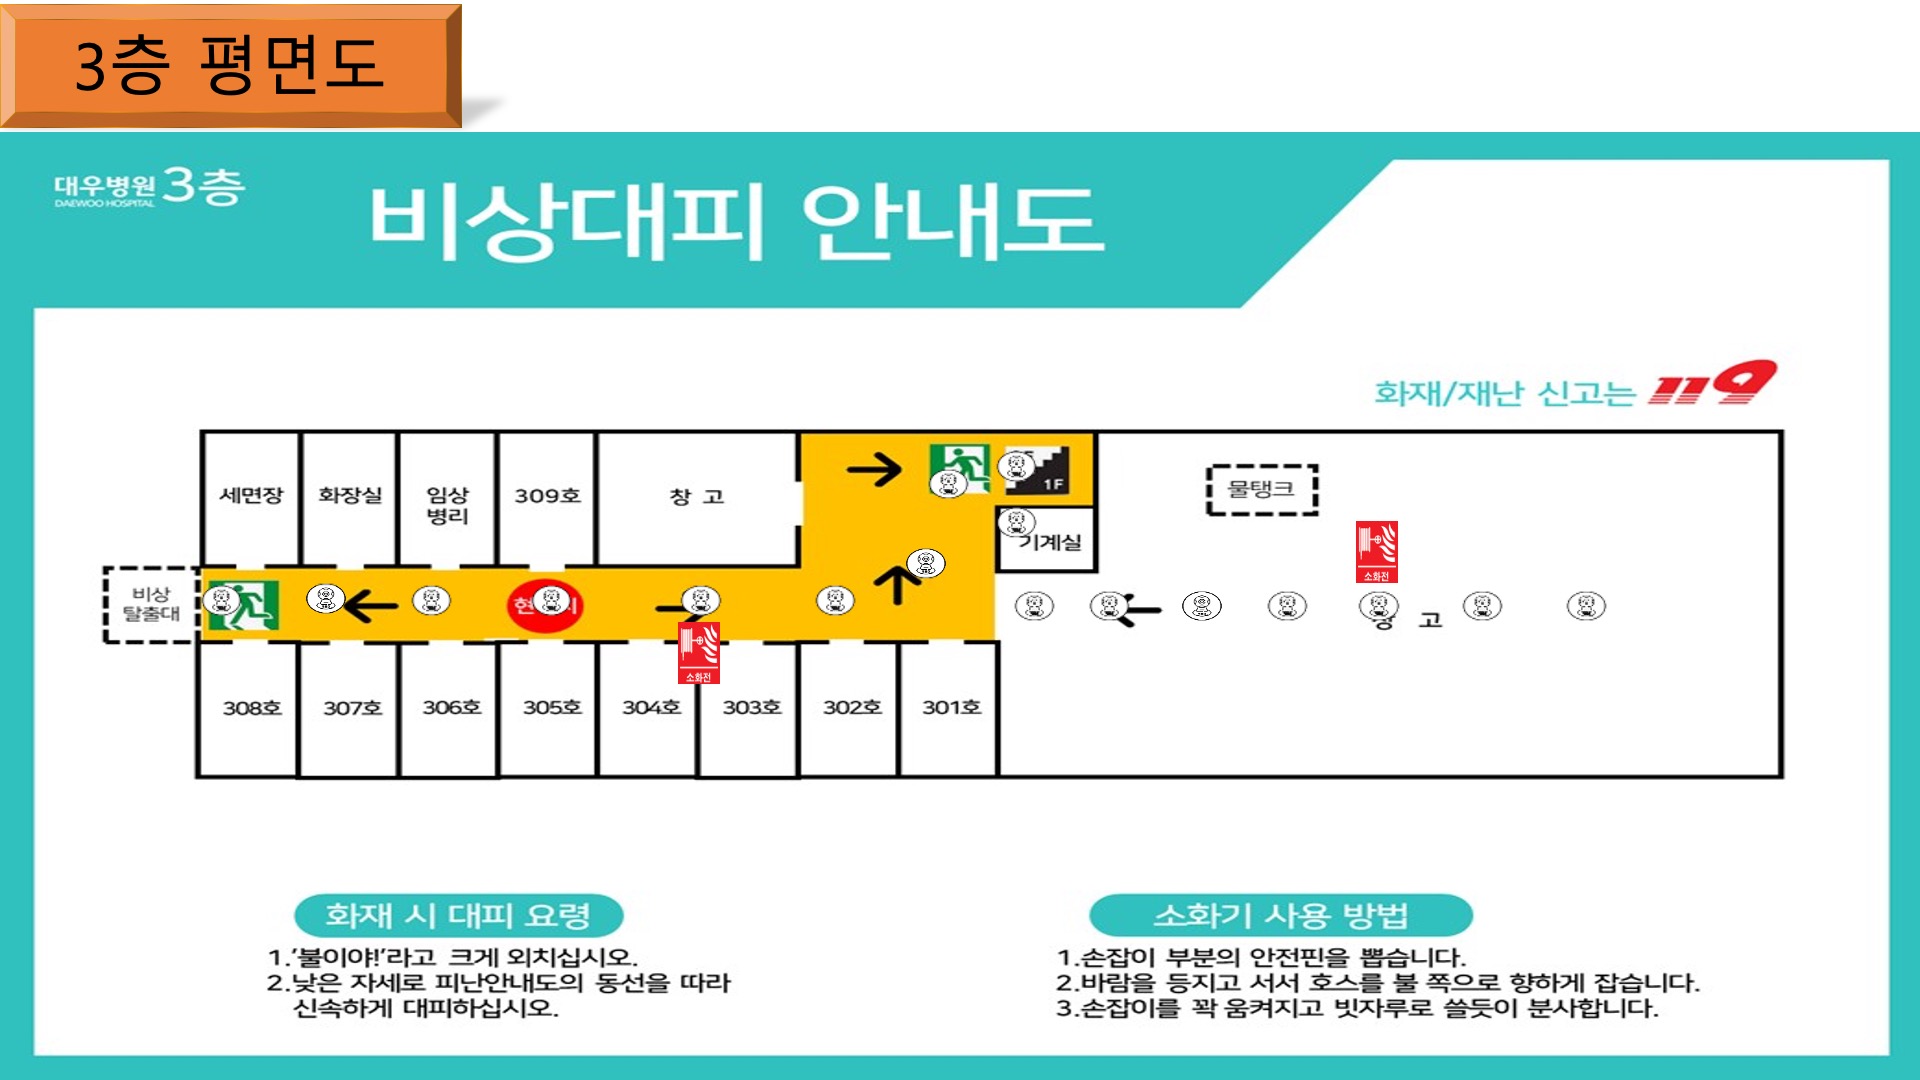 3층 평면도
대우병원 3층
DAEWOO HOSPITAL
비상대피 안내도
화재/재난 신고는 119
세면장
화장실
임상
병리
309호
창 고
1F
기계실
물탱크
소화전
비상
탈출대
고
소화전
308호
307호
306호
305호
304호
303호
302호
301호
화재 시 대피 요령
1.'불이야!'라고 크게 외치십시오.
2.낮은 자세로 피난안내도의 동선을 따라
신속하게 대피하십시오.
소화기 사용 방법
1.손잡이 부분의 안전핀을 뽑습니다.
2.바람을 등지고 서서 호스를 불 쪽으로 향하게 잡습니다.
3.손잡이를 꽉 움켜지고 빗자루로 쓸듯이 분사합니다.